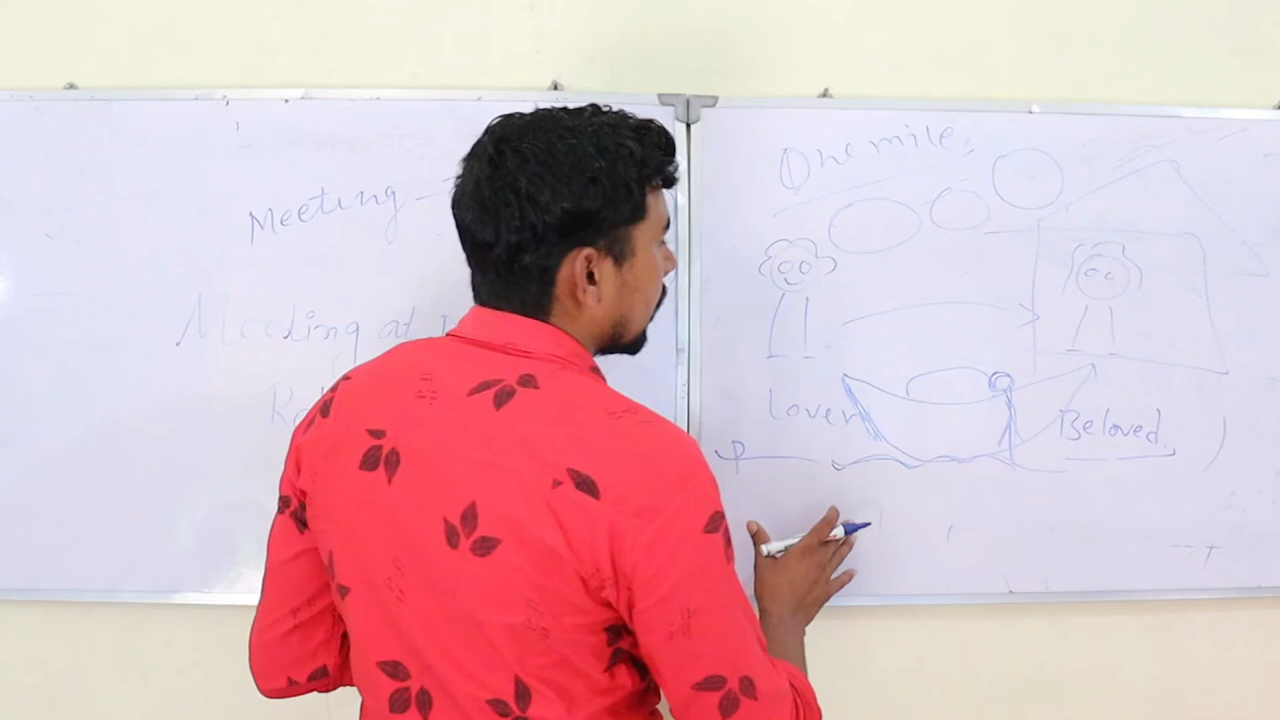 Meeting -
Meeting at
One mile,
Lover
Beloved
P